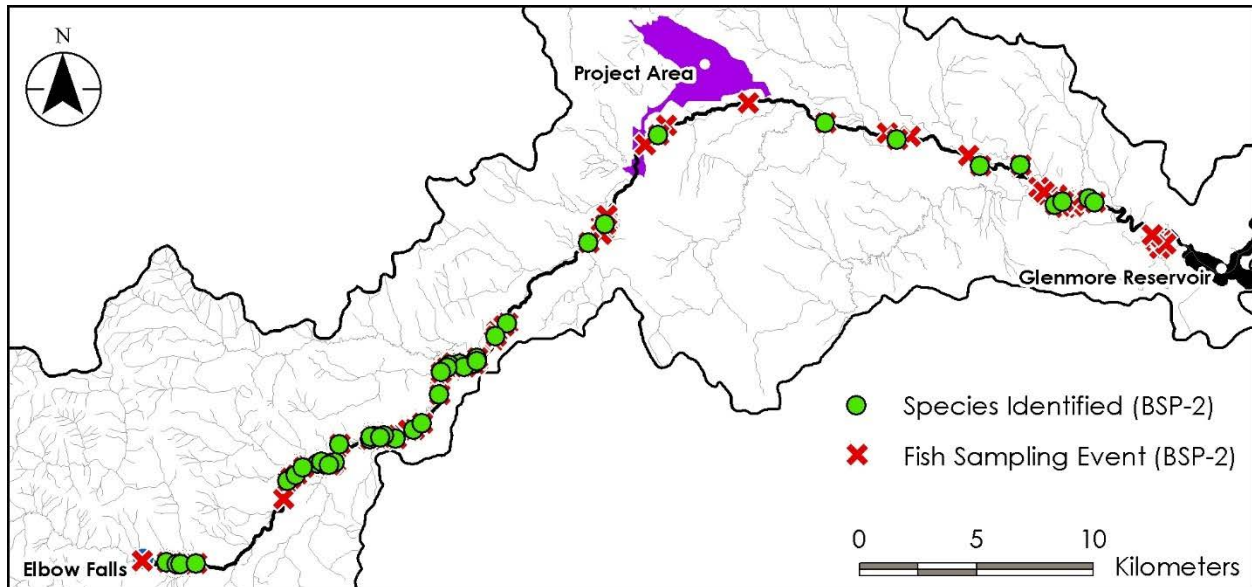 N
Project Area
Glenmore Reservoir
Species Identified (BSP-2)
Fish Sampling Event (BSP-2)
Elbow Falls
0 5 10
Kilometers